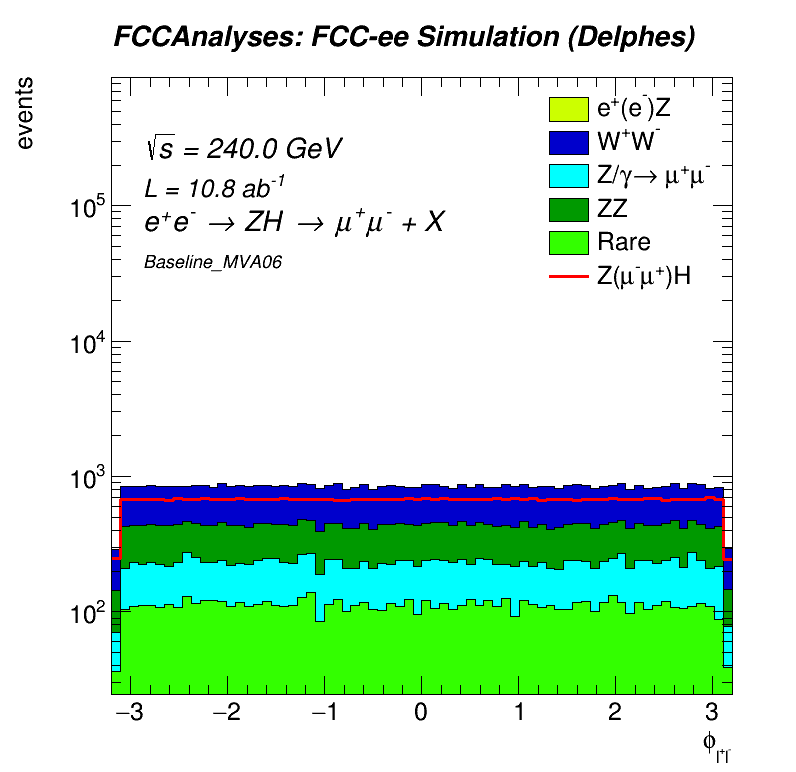 FCCAnalyses: FCC-ee Simulation (Delphes)
events
√s = 240.0 GeV
L = 10.8 ab⁻¹
e⁺e⁻ → ZH → μ⁺μ⁻ + X
Baseline_MVA06
e⁺(e⁻)Z
W⁺W⁻
Z/γ→ μ⁺μ⁻
ZZ
Rare
Z(μ⁻μ⁺)H
10⁵
10⁴
10³
10²
−3 −2 −1 0 1 2 3
ϕ_l⁺l⁻